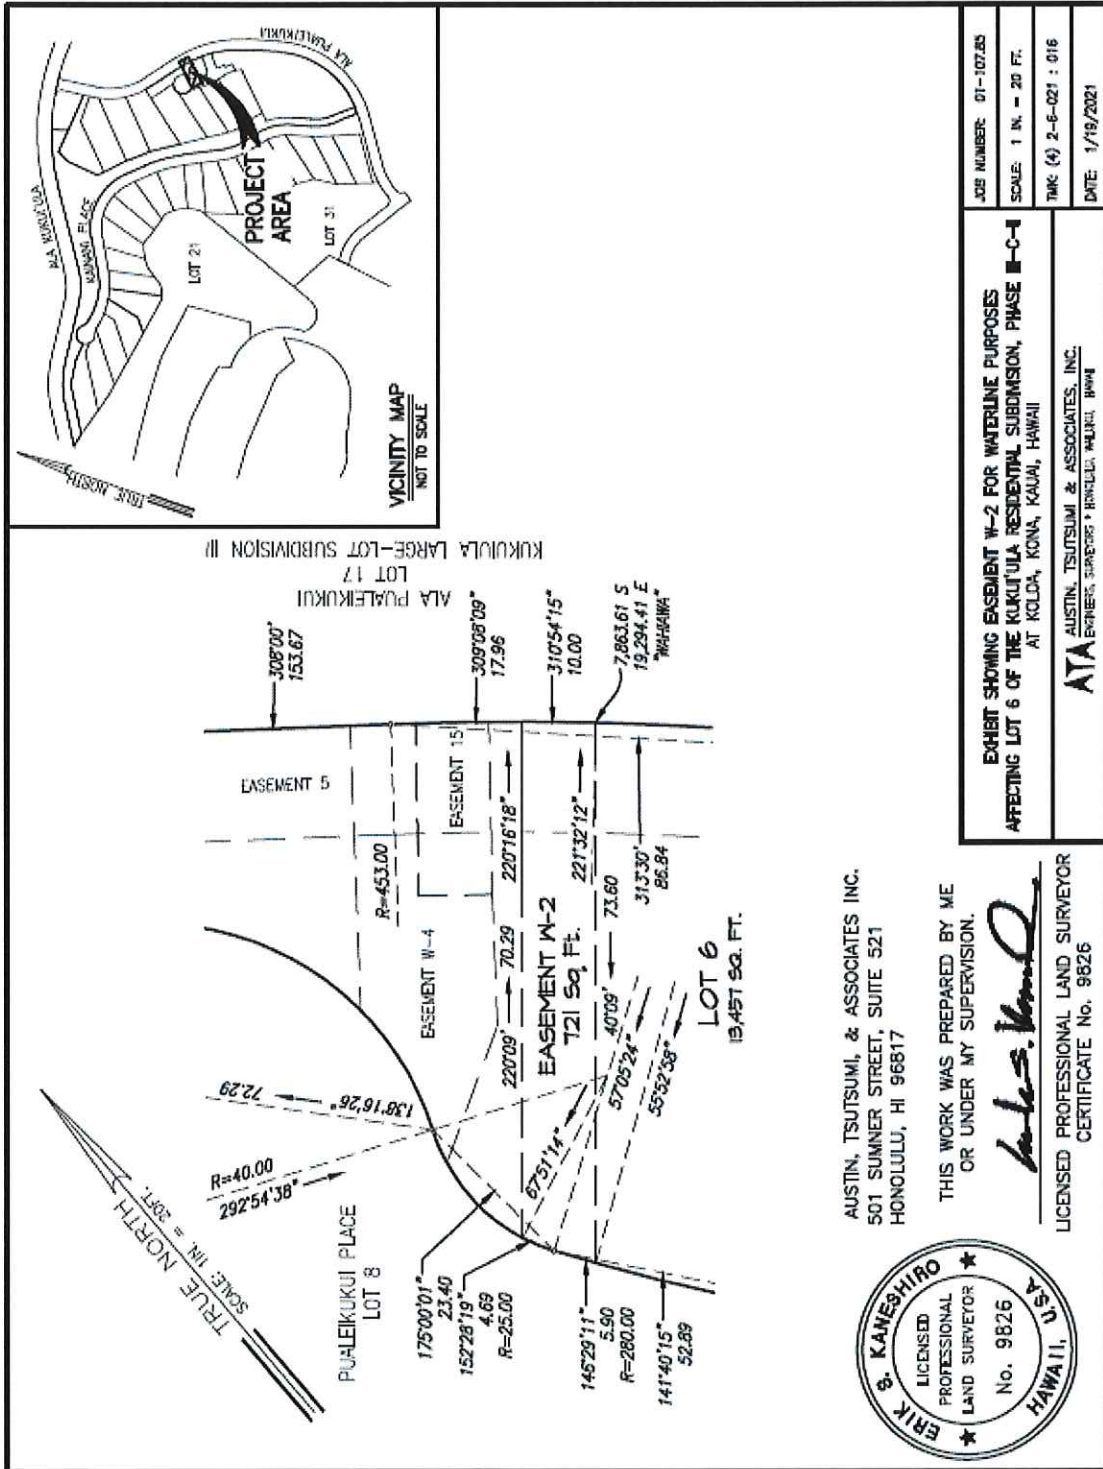 TRUE NORTH
SCALE: 1IN. = 20FT.
PUALEIKUKUI PLACE
LOT 8
R=40.00
292°54'38"
138°16'26"
72.29
175°00'01"
23.40
152°28'19"
4.69
R=25.00
146°29'11"
5.90
R=280.00
141°40'15"
52.89
EASEMENT 5
R=453.00
EASEMENT W-4
EASEMENT 15
220°09'
70.29
220°16'18"
EASEMENT W-2
721 Sq. Ft.
221°32'12"
67°51'14"
40°09'
73.60
57°05'24"
55°52'58"
313°30'
86.84
LOT 6
13,457 SQ. FT.
308°00'
153.67
309°08'09"
17.96
310°54'15"
10.00
7,863.61 S
19,294.41 E
"WAHIAWA"
ALA PUALEIKUKUI
LOT 17
KUKUIULA LARGE-LOT SUBDIVISION III
TRUE NORTH
ALA KUKUI'ULA
KAINANI PLACE
ALA PUALEIKUKUI
LOT 21
PROJECT
AREA
LOT 31
VICINITY MAP
NOT TO SCALE
ERIK S. KANESHIRO
LICENSED
PROFESSIONAL
LAND SURVEYOR
No. 9826
HAWAII, U.S.A
AUSTIN, TSUTSUMI, & ASSOCIATES INC.
501 SUMNER STREET, SUITE 521
HONOLULU, HI 96817
THIS WORK WAS PREPARED BY ME
OR UNDER MY SUPERVISION.
LICENSED PROFESSIONAL LAND SURVEYOR
CERTIFICATE No. 9826
EXHIBIT SHOWING EASEMENT W-2 FOR WATERLINE PURPOSES
AFFECTING LOT 6 OF THE KUKUI'ULA RESIDENTIAL SUBDIVISION, PHASE
AT KOLOA, KONA, KAUAI, HAWAII
ATA AUSTIN, TSUTSUMI & ASSOCIATES, INC.
ENGINEERS, SURVEYORS * HONOLULU, WAILUKU, HAWAII
JOB NUMBER: 01-107.85
SCALE: 1 IN. = 20 FT.
TMK: (4) 2-6-021 : 016
DATE: 1/19/2021